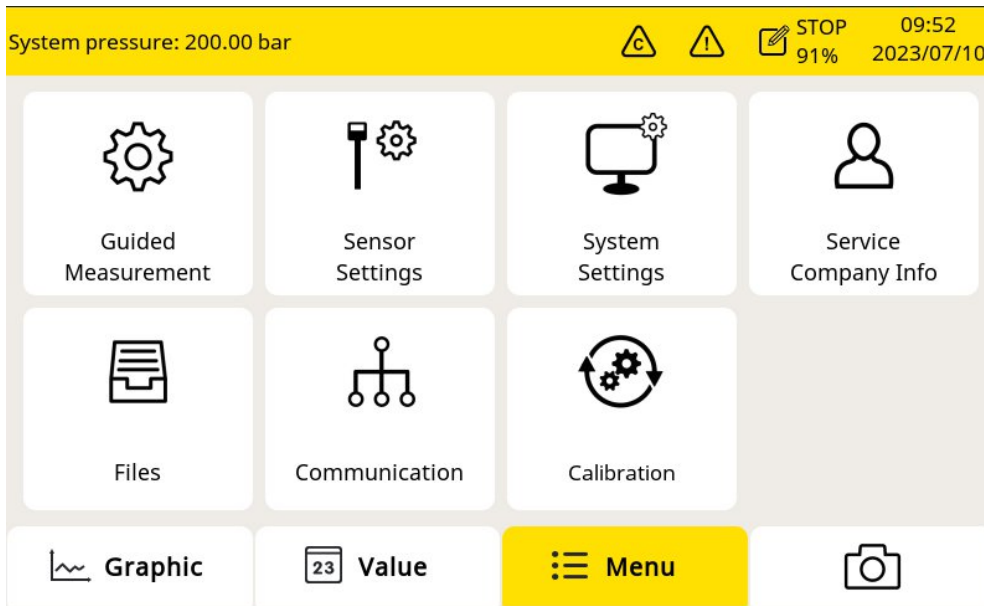 System pressure: 200.00 bar
C
!
STOP
91%
09:52
2023/07/10
Guided
Measurement
Sensor
Settings
System
Settings
Service
Company Info
Files
Communication
Calibration
Graphic
23
Value
Menu